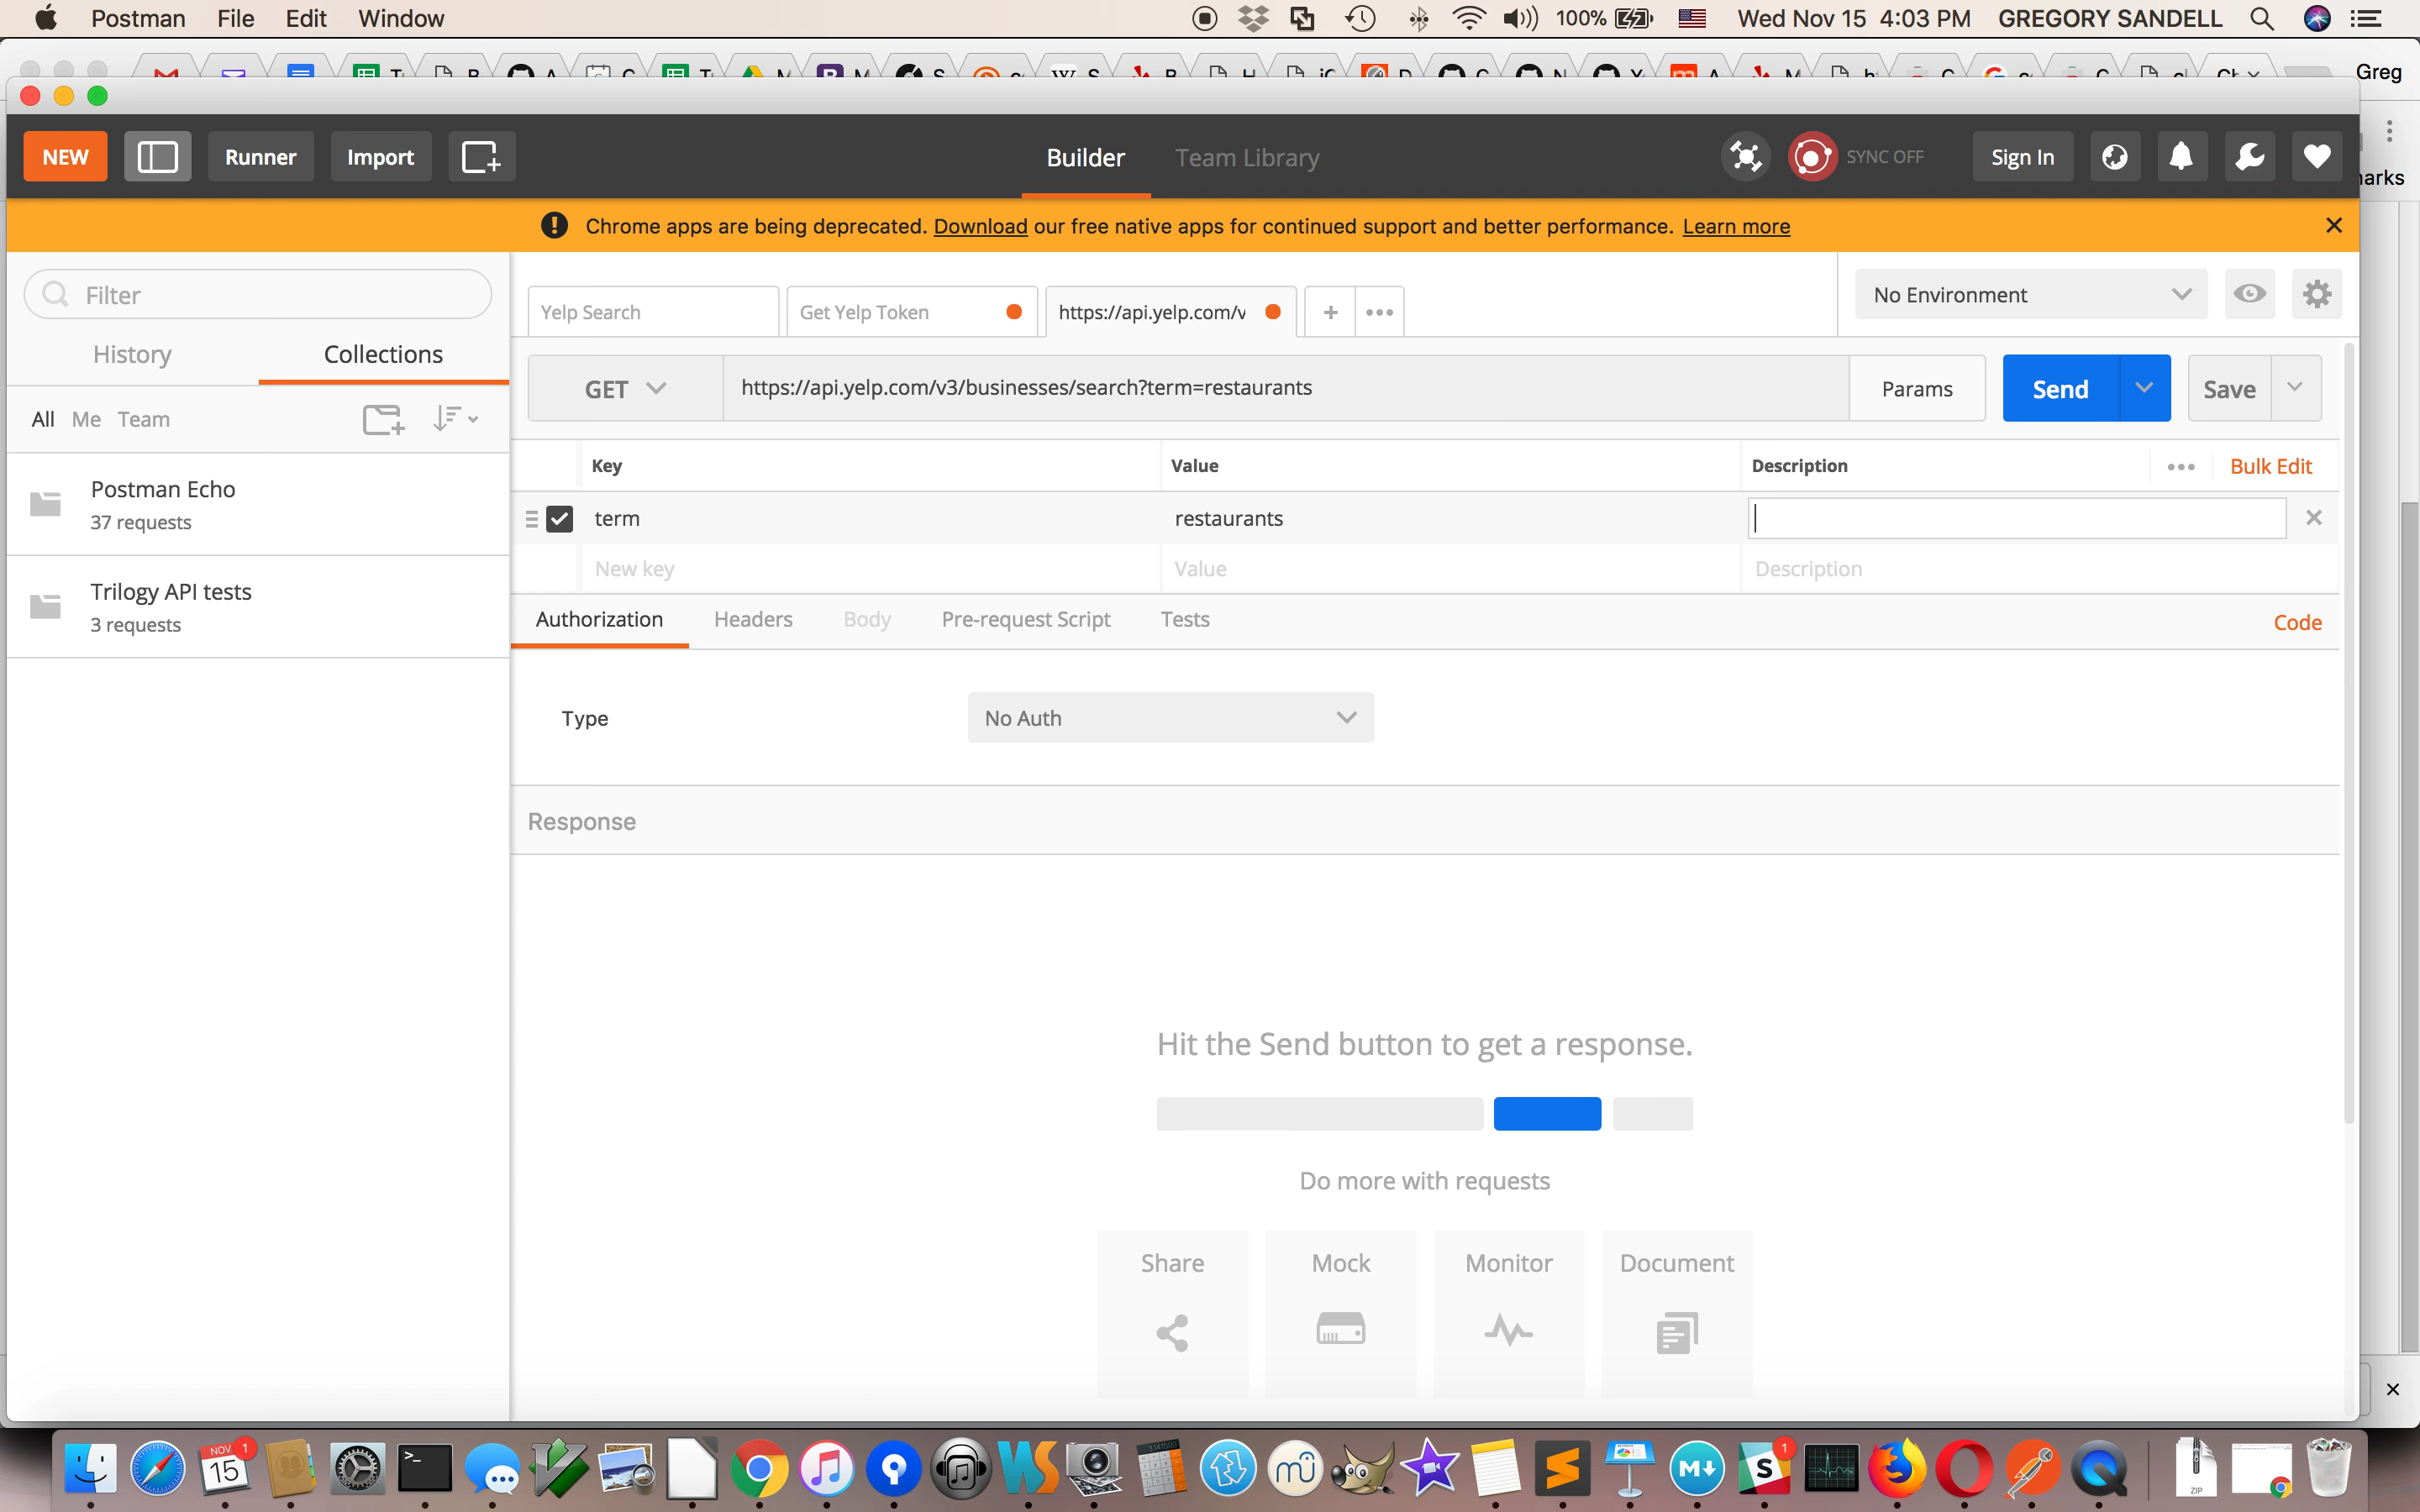 Postman File Edit Window 100% Wed Nov 15 4:03 PM GREGORY SANDELL
Greg
NEW Runner Import Builder Team Library SYNC OFF Sign In
arks
Chrome apps are being deprecated. Download our free native apps for continued support and better performance. Learn more
Filter
Yelp Search Get Yelp Token https://api.yelp.com/v No Environment
History Collections
GET https://api.yelp.com/v3/businesses/search?term=restaurants Params Send Save
All Me Team
Key Value Description Bulk Edit
Postman Echo
37 requests
term restaurants
New key Value Description
Trilogy API tests
3 requests
Authorization Headers Body Pre-request Script Tests Code
Type No Auth
Response
Hit the Send button to get a response.
Do more with requests
Share Mock Monitor Document
NOV 1
15
1
ZIP